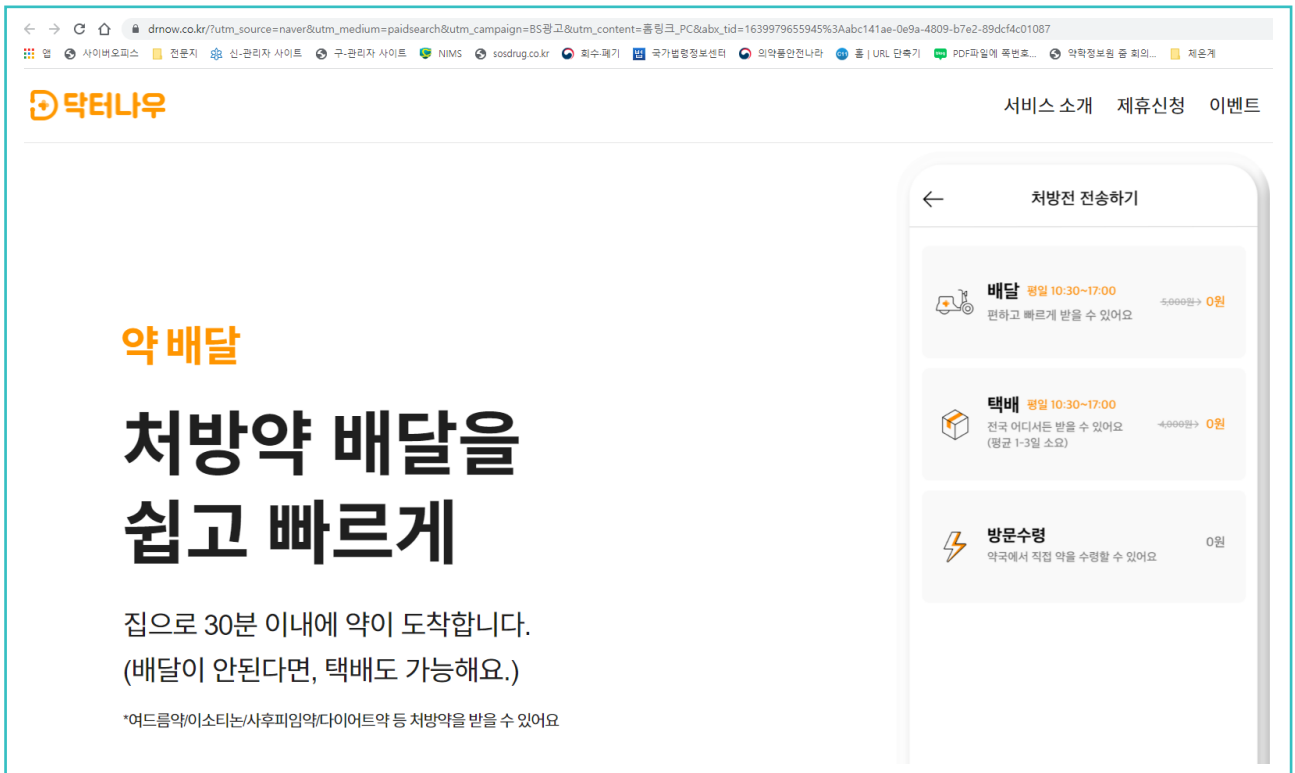 drnow.co.kr/?utm_source=naver&utm_medium=paidsearch&utm_campaign=BS광고&utm_content=홈링크_PC&abx_tid=1639979655945%3Aabc141ae-0e9a-4809-b7e2-89dcf4c01087
앱 사이버오피스 전문지 신-관리자 사이트 구-관리자 사이트 NIMS sosdrug.co.kr 회수·폐기 국가법령정보센터 의약품안전나라 홈 | URL 단축기 PDF파일에 쪽번호... 약학정보원 중 회의... 제온계
닥터나우
서비스 소개 제휴신청 이벤트
약 배달
처방약 배달을
쉽고 빠르게
집으로 30분 이내에 약이 도착합니다.
(배달이 안된다면, 택배도 가능해요.)
*여드름약/이소티논/사후피임약/다이어트약 등 처방약을 받을 수 있어요
처방전 전송하기
배달 평일 10:30~17:00
편하고 빠르게 받을 수 있어요
5,000원→ 0원
택배 평일 10:30~17:00
전국 어디서든 받을 수 있어요
(평균 1-3일 소요)
4,000원→ 0원
방문수령
약국에서 직접 약을 수령할 수 있어요
0원